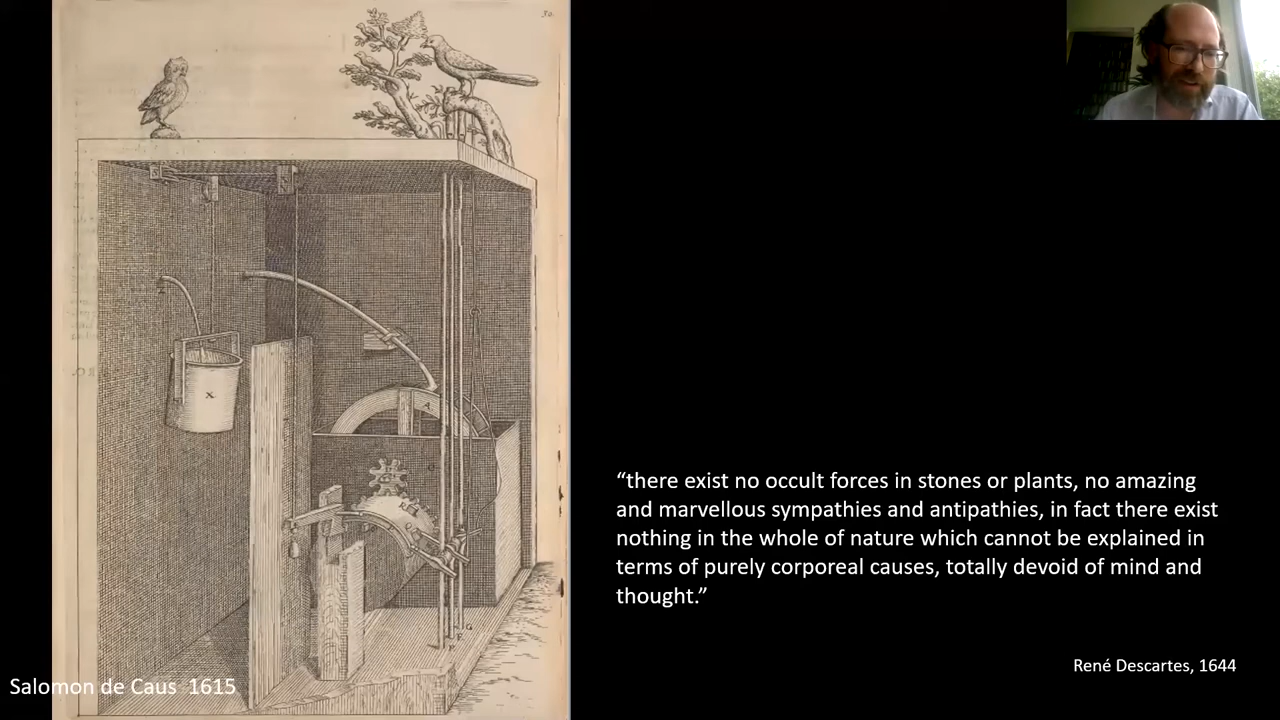 “there exist no occult forces in stones or plants, no amazing
and marvellous sympathies and antipathies, in fact there exist
nothing in the whole of nature which cannot be explained in
terms of purely corporeal causes, totally devoid of mind and
thought.”
René Descartes, 1644
Salomon de Caus 1615
X
A